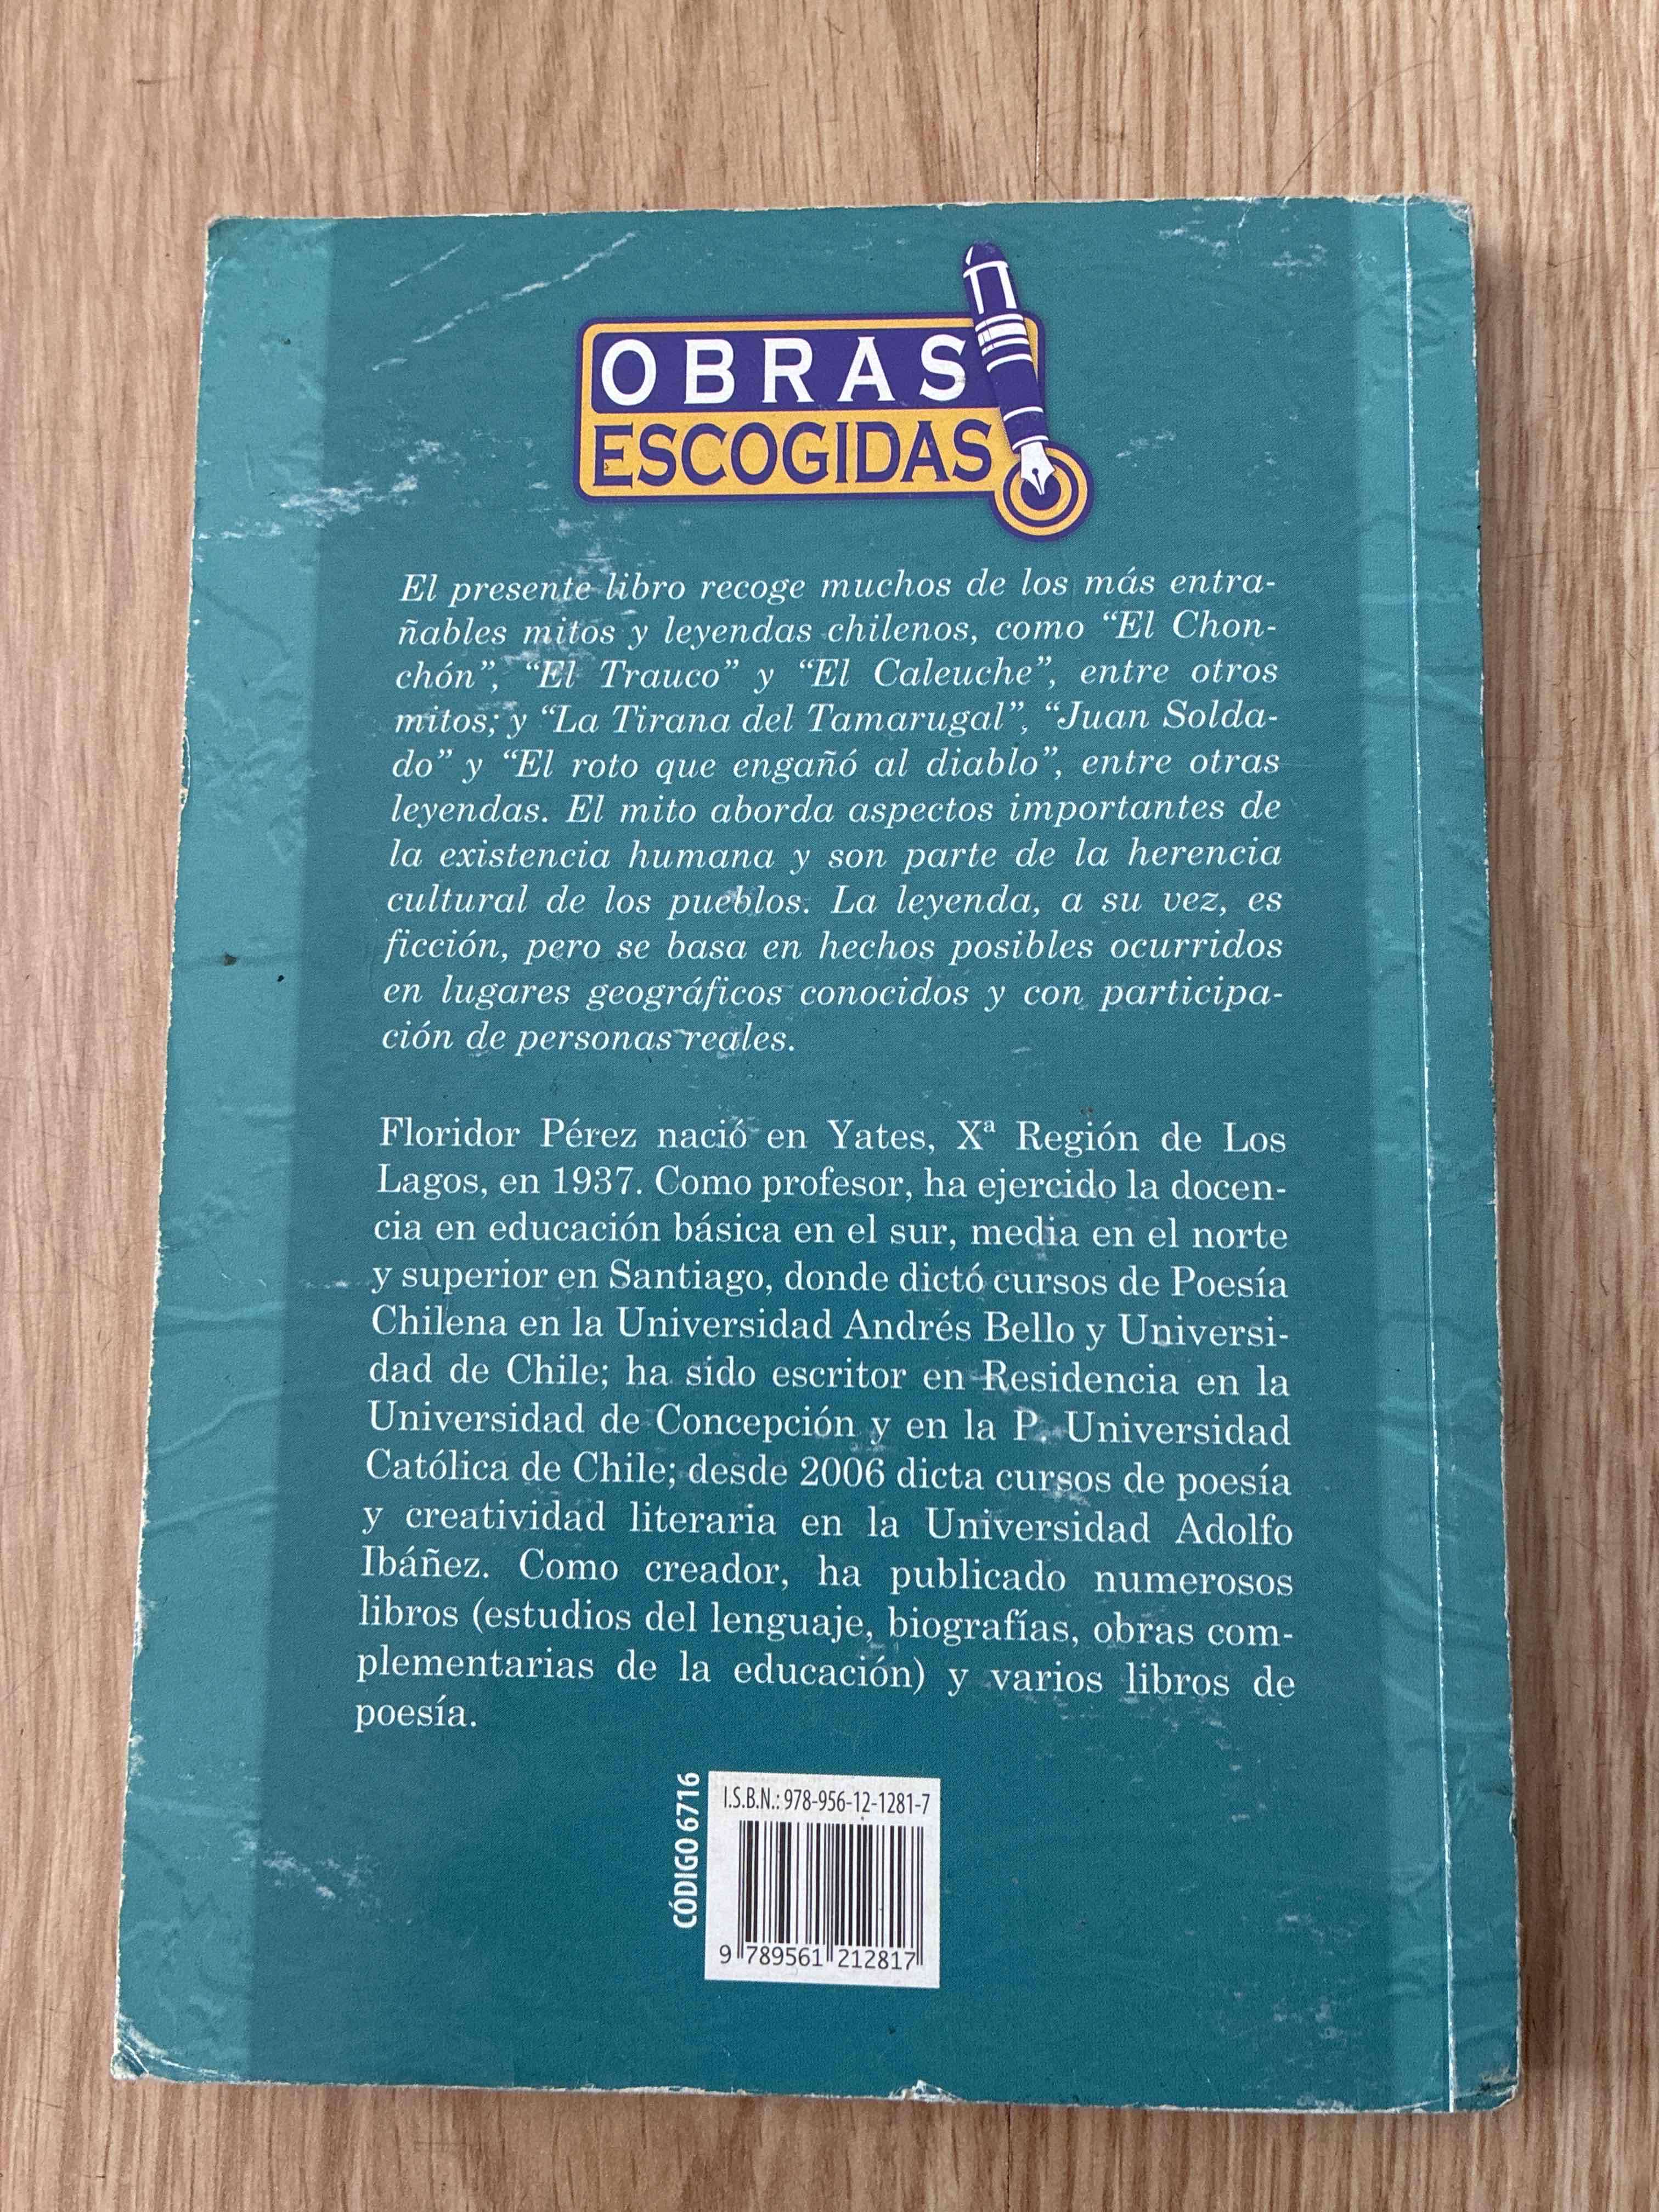 OBRAS
ESCOGIDAS
El presente libro recoge muchos de los más entra-
ñables mitos y leyendas chilenos, como “El Chon-
chón”, “El Trauco” y “El Caleuche”, entre otros
mitos; y “La Tirana del Tamarugal”, “Juan Solda-
do” y “El roto que engañó al diablo”, entre otras
leyendas. El mito aborda aspectos importantes de
la existencia humana y son parte de la herencia
cultural de los pueblos. La leyenda, a su vez, es
ficción, pero se basa en hechos posibles ocurridos
en lugares geográficos conocidos y con participa-
ción de personas reales.
Floridor Pérez nació en Yates, Xª Región de Los
Lagos, en 1937. Como profesor, ha ejercido la docen-
cia en educación básica en el sur, media en el norte
y superior en Santiago, donde dictó cursos de Poesía
Chilena en la Universidad Andrés Bello y Universi-
dad de Chile; ha sido escritor en Residencia en la
Universidad de Concepción y en la P. Universidad
Católica de Chile; desde 2006 dicta cursos de poesía
y creatividad literaria en la Universidad Adolfo
Ibáñez. Como creador, ha publicado numerosos
libros (estudios del lenguaje, biografías, obras com-
plementarias de la educación) y varios libros de
poesía.
CÓDIGO 6716
I.S.B.N.: 978-956-12-1281-7
9 789561 212817